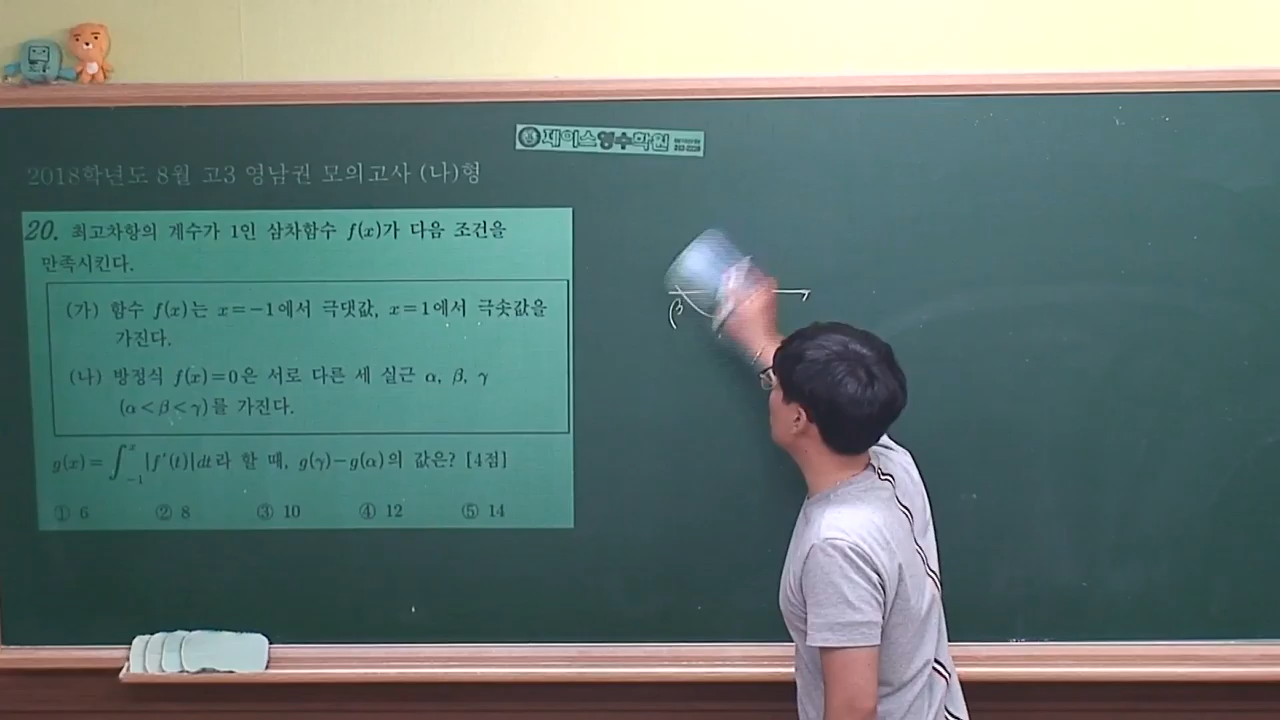 제이스영수학원
2018학년도 8월 고3 영남권 모의고사 (나)형
20. 최고차항의 계수가 1인 삼차함수 f(x)가 다음 조건을
만족시킨다.
(가) 함수 f(x)는 x=-1에서 극댓값, x=1에서 극솟값을
가진다.
(나) 방정식 f(x)=0은 서로 다른 세 실근 α, β, γ
(α<β<γ)를 가진다.
g(x)=∫_{-1}^{x} |f'(t)|dt라 할 때, g(γ)-g(α)의 값은? [4점]
① 6 ② 8 ③ 10 ④ 12 ⑤ 14
β